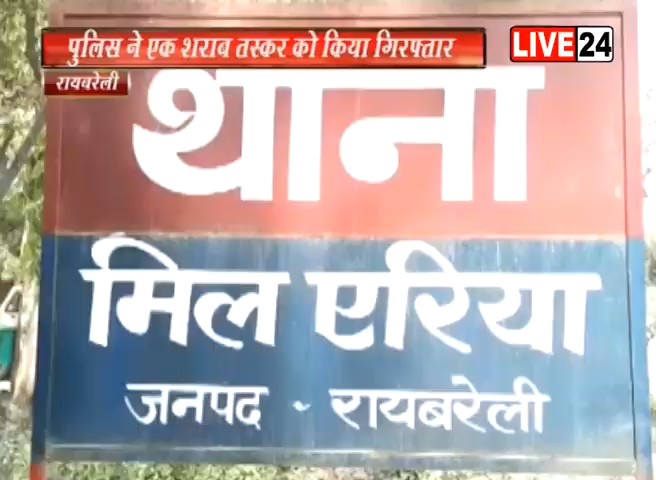 पुलिस ने एक शराब तस्कर को किया गिरफ्तार
LIVE24
रायबरेली
थाना
मिल एरिया
जनपद - रायबरेली